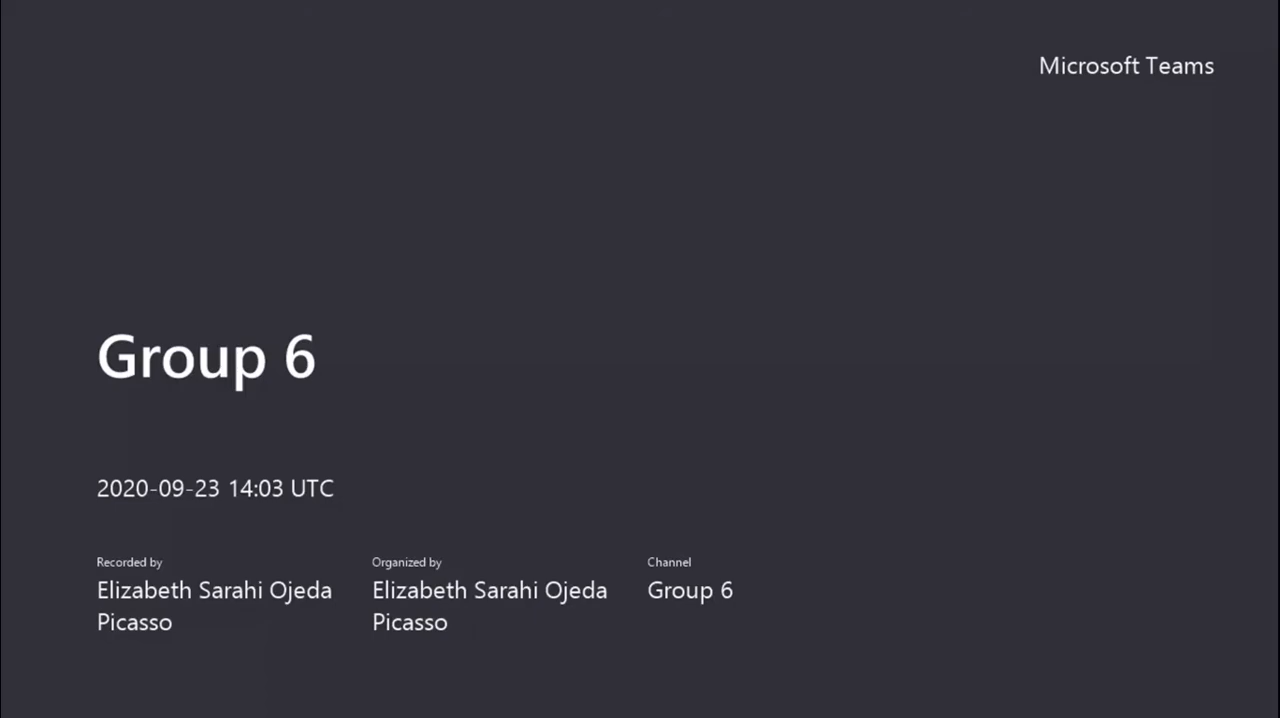 Microsoft Teams
Group 6
2020-09-23 14:03 UTC
Recorded by
Elizabeth Sarahi Ojeda
Picasso
Organized by
Elizabeth Sarahi Ojeda
Picasso
Channel
Group 6